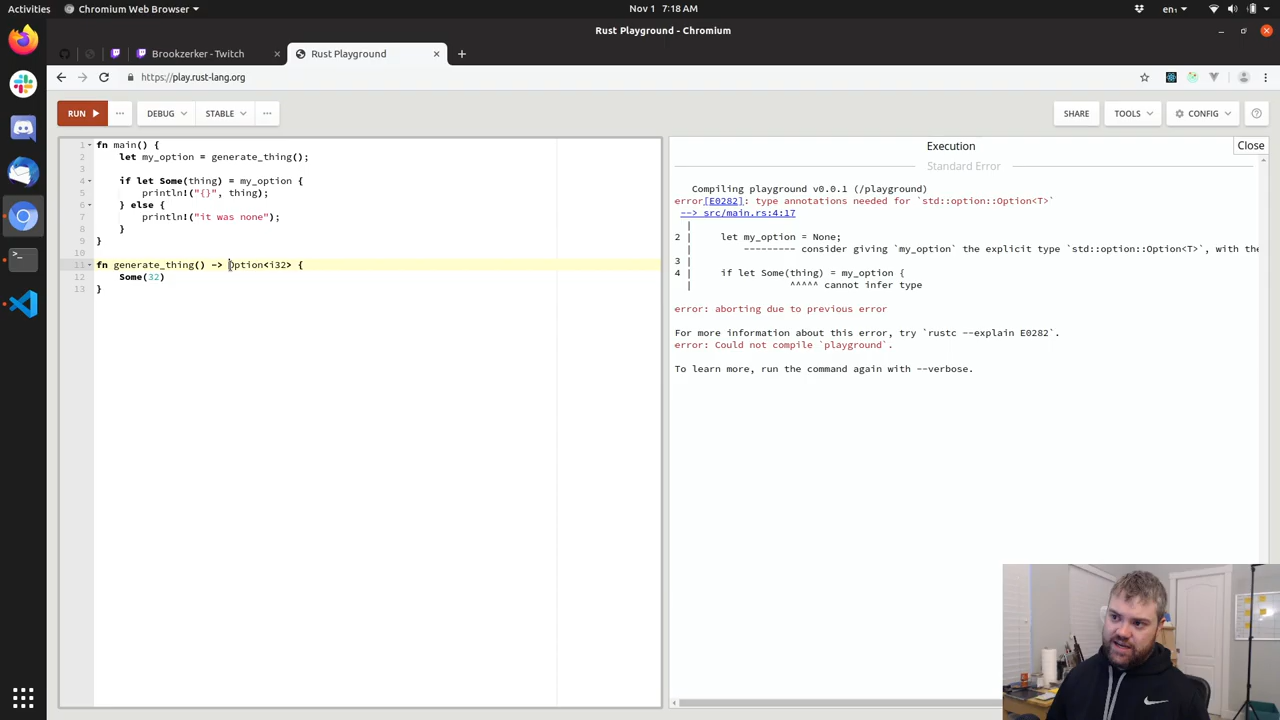 Activities
Chromium Web Browser
Nov 1 7:18 AM
en1
Rust Playground - Chromium
Brookzerker - Twitch
Rust Playground
https://play.rust-lang.org
RUN
DEBUG
STABLE
SHARE
TOOLS
CONFIG
1 fn main() {
2 let my_option = generate_thing();
3
4 if let Some(thing) = my_option {
5 println!("{}", thing);
6 } else {
7 println!("it was none");
8 }
9 }
10
11 fn generate_thing() -> Option<i32> {
12 Some(32)
13 }
Execution
Close
Standard Error
Compiling playground v0.0.1 (/playground)
error[E0282]: type annotations needed for `std::option::Option<T>`
--> src/main.rs:4:17
|
2 | let my_option = None;
| --------- consider giving `my_option` the explicit type `std::option::Option<T>`, with the
3 |
4 | if let Some(thing) = my_option {
| ^^^^^ cannot infer type
error: aborting due to previous error
For more information about this error, try `rustc --explain E0282`.
error: Could not compile `playground`.
To learn more, run the command again with --verbose.